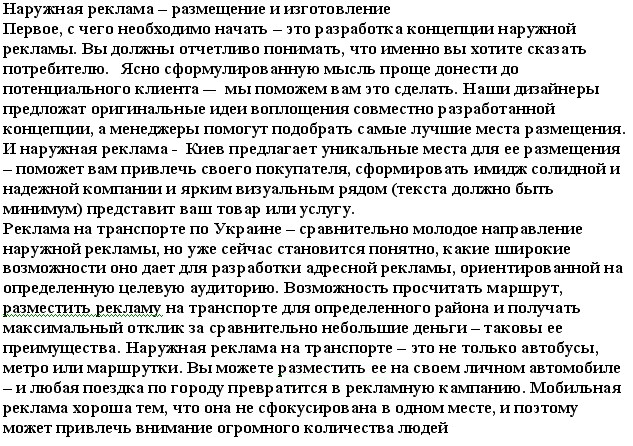 Наружная реклама – размещение и изготовление
Первое, с чего необходимо начать – это разработка концепции наружной
рекламы. Вы должны отчетливо понимать, что именно вы хотите сказать
потребителю.   Ясно сформулированную мысль проще донести до
потенциального клиента —  мы поможем вам это сделать. Наши дизайнеры
предложат оригинальные идеи воплощения совместно разработанной
концепции, а менеджеры помогут подобрать самые лучшие места размещения.
И наружная реклама -  Киев предлагает уникальные места для ее размещения
– поможет вам привлечь своего покупателя, сформировать имидж солидной и
надежной компании и ярким визуальным рядом (текста должно быть
минимум) представит ваш товар или услугу.
Реклама на транспорте по Украине – сравнительно молодое направление
наружной рекламы, но уже сейчас становится понятно, какие широкие
возможности оно дает для разработки адресной рекламы, ориентированной на
определенную целевую аудиторию. Возможность просчитать маршрут,
разместить рекламу на транспорте для определенного района и получать
максимальный отклик за сравнительно небольшие деньги – таковы ее
преимущества. Наружная реклама на транспорте – это не только автобусы,
метро или маршрутки. Вы можете разместить ее на своем личном автомобиле
– и любая поездка по городу превратится в рекламную кампанию. Мобильная
реклама хороша тем, что она не сфокусирована в одном месте, и поэтому
может привлечь внимание огромного количества людей